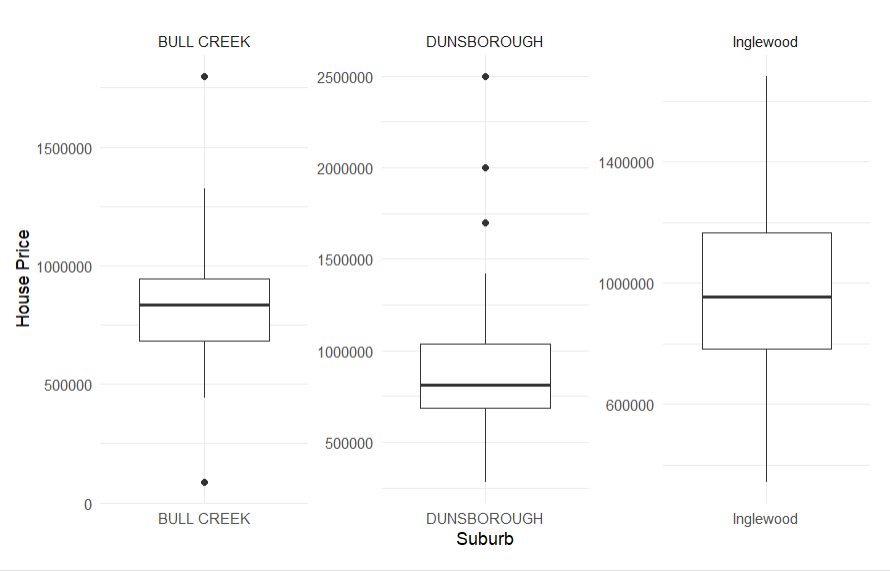 BULL CREEK
DUNSBOROUGH
Inglewood
House Price
1500000
1000000
500000
0
2500000
2000000
1500000
1000000
500000
1400000
1000000
600000
BULL CREEK
DUNSBOROUGH
Inglewood
Suburb